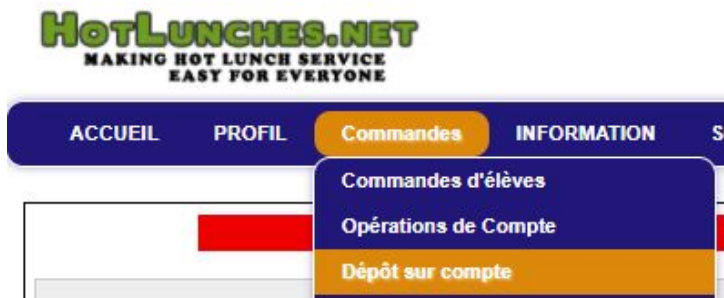 HOTLUNCHES.NET
MAKING HOT LUNCH SERVICE
EASY FOR EVERYONE
ACCUEIL PROFIL Commandes INFORMATION S
Commandes d'élèves
Opérations de Compte
Dépôt sur compte